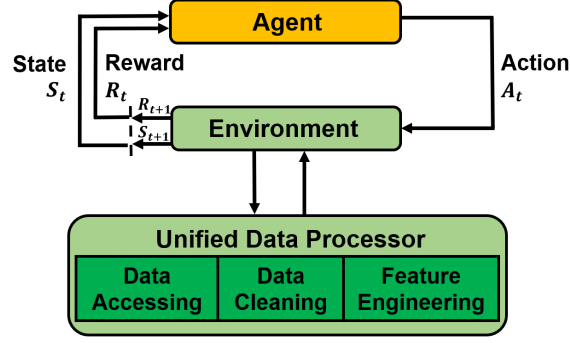 Agent
State
S_t
Reward
R_t
Action
A_t
R_{t+1}
S_{t+1}
Environment
Unified Data Processor
Data
Accessing
Data
Cleaning
Feature
Engineering